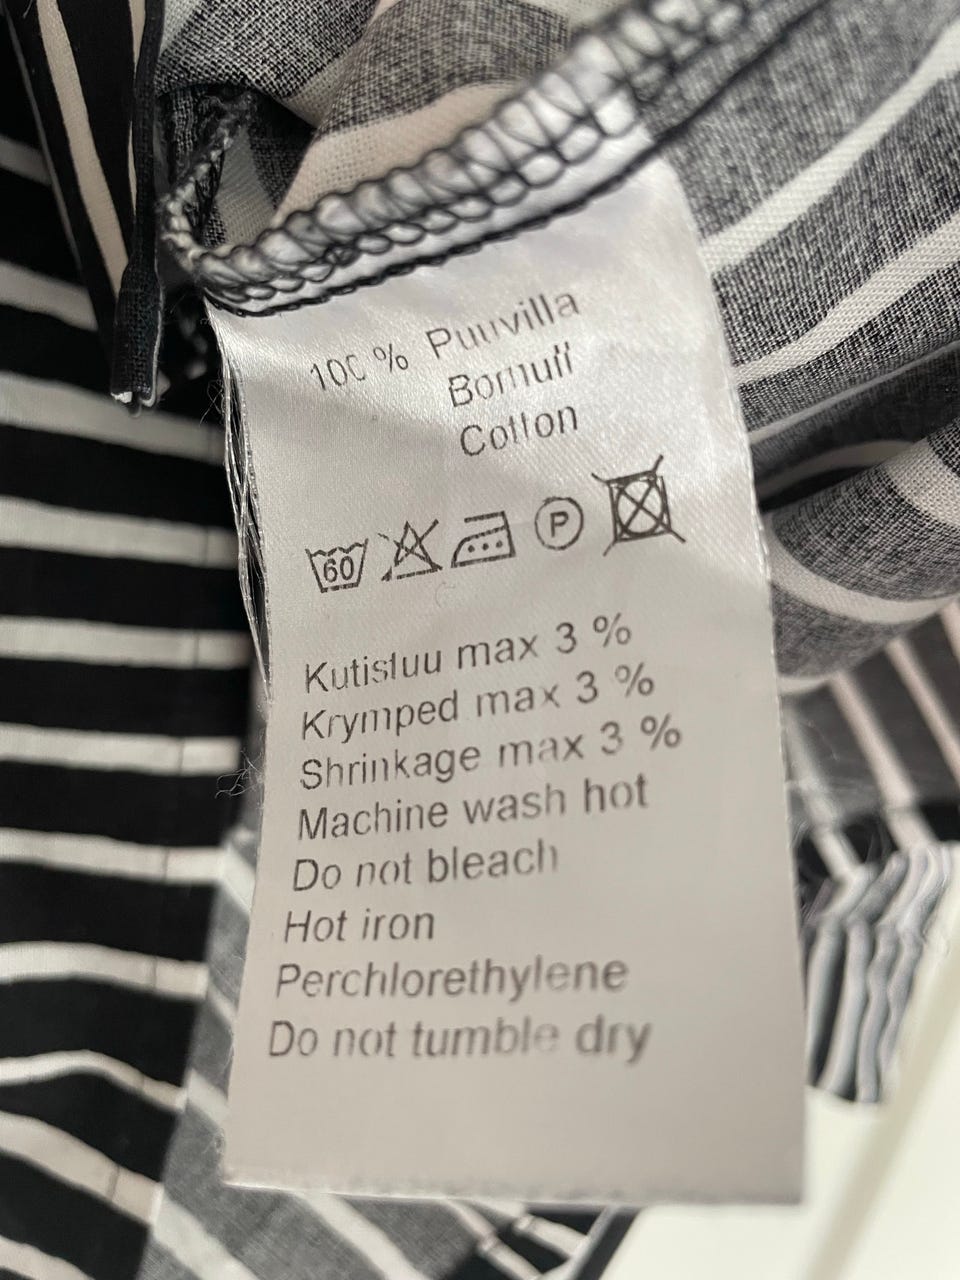 100 % Puuvilla
Bomull
Cotton
60 P
Kutistuu max 3 %
Krymped max 3 %
Shrinkage max 3 %
Machine wash hot
Do not bleach
Hot iron
Perchlorethylene
Do not tumble dry